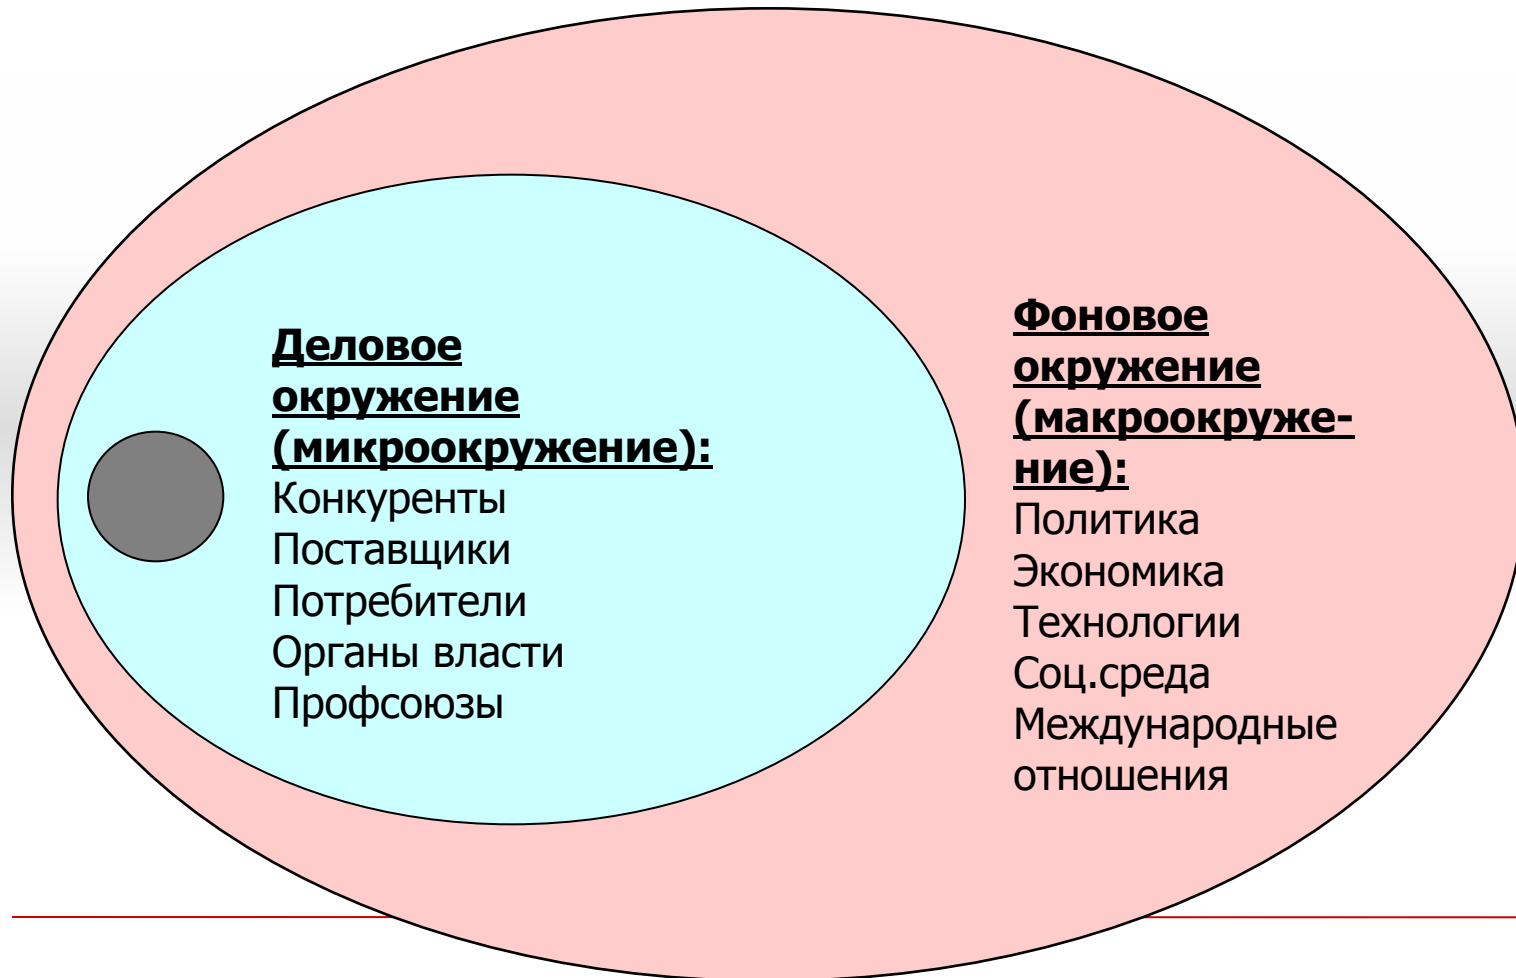 Деловое
окружение
(микроокружение):
Конкуренты
Поставщики
Потребители
Органы власти
Профсоюзы
Фоновое
окружение
(макроокруже-
ние):
Политика
Экономика
Технологии
Соц.среда
Международные
отношения